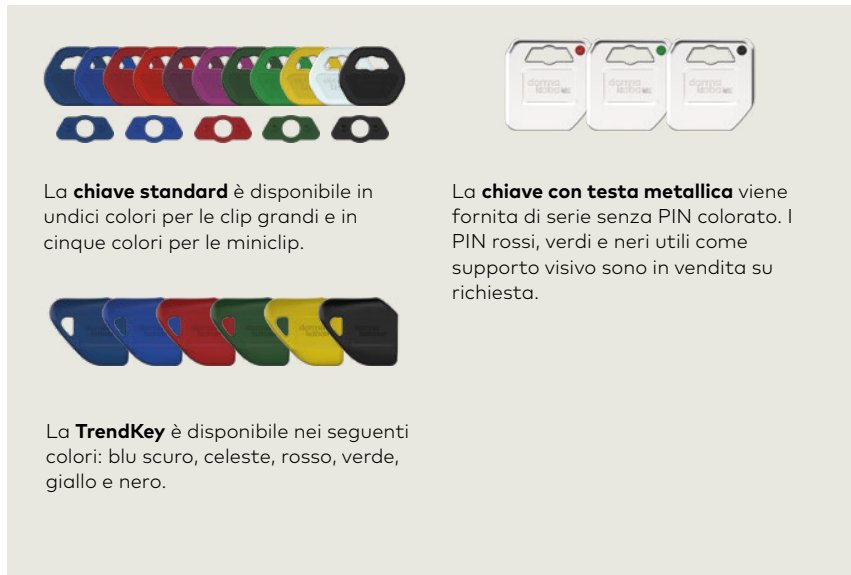 La chiave standard è disponibile in
undici colori per le clip grandi e in
cinque colori per le miniclip.
La chiave con testa metallica viene
fornita di serie senza PIN colorato. I
PIN rossi, verdi e neri utili come
supporto visivo sono in vendita su
richiesta.
La TrendKey è disponibile nei seguenti
colori: blu scuro, celeste, rosso, verde,
giallo e nero.